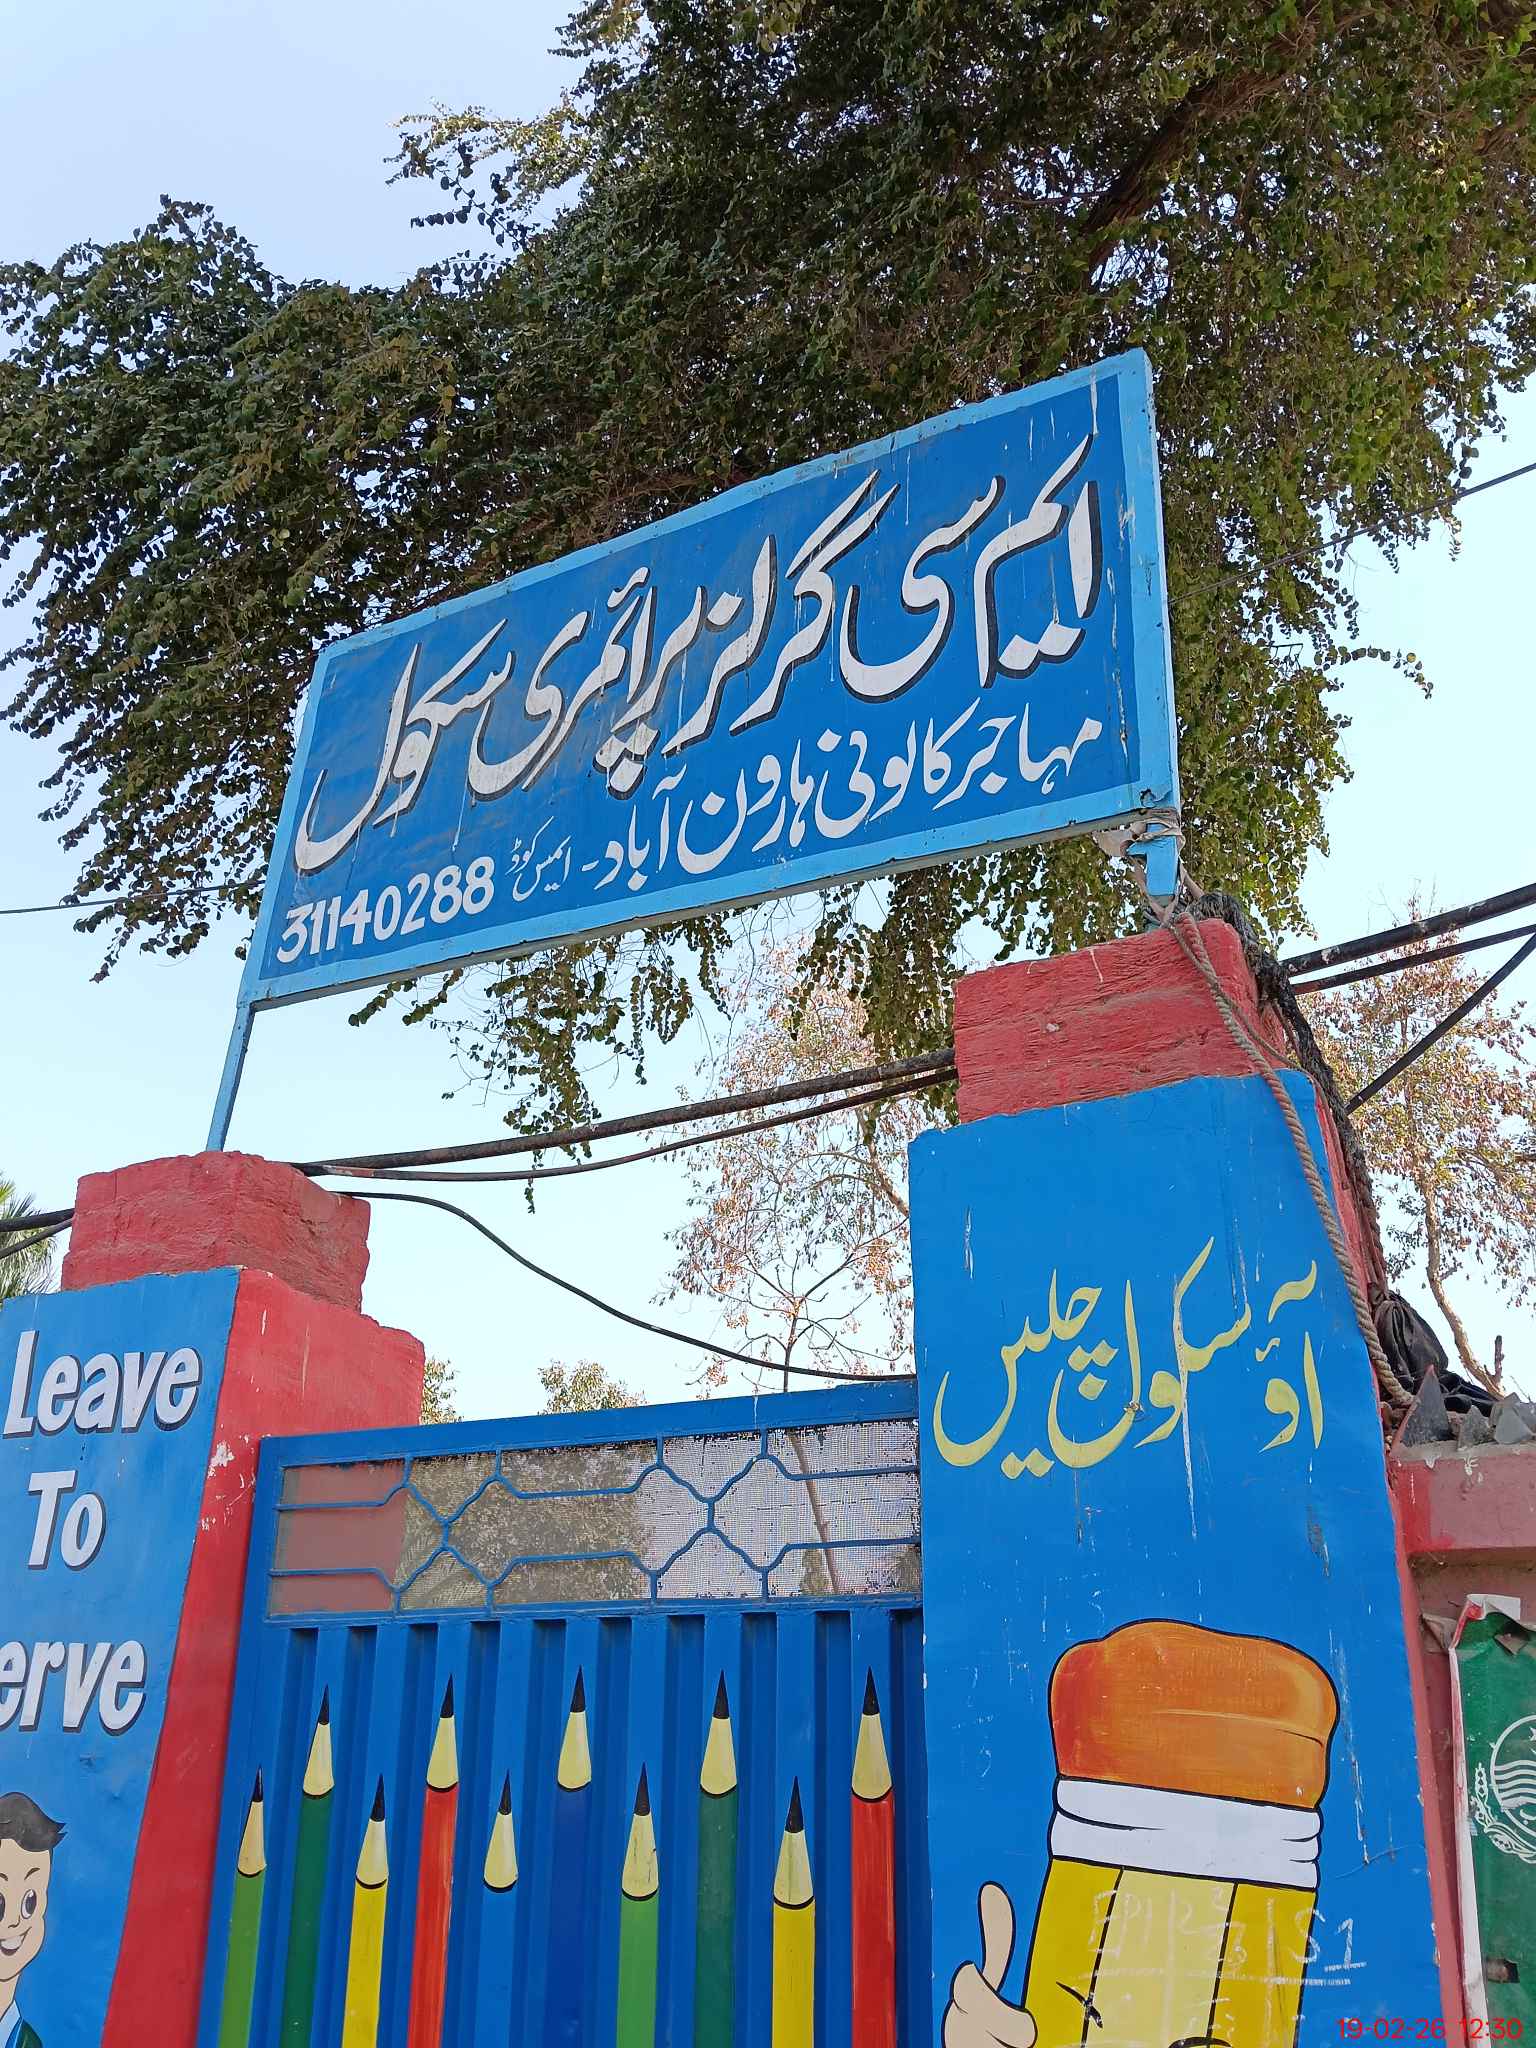 ایم سی گرلز پرائمری سکول
مہاجر کالونی ہارون آباد - ایمیس کوڈ 31140288
آؤ سکول چلیں
Leave
To
erve
19-02-26 12:30